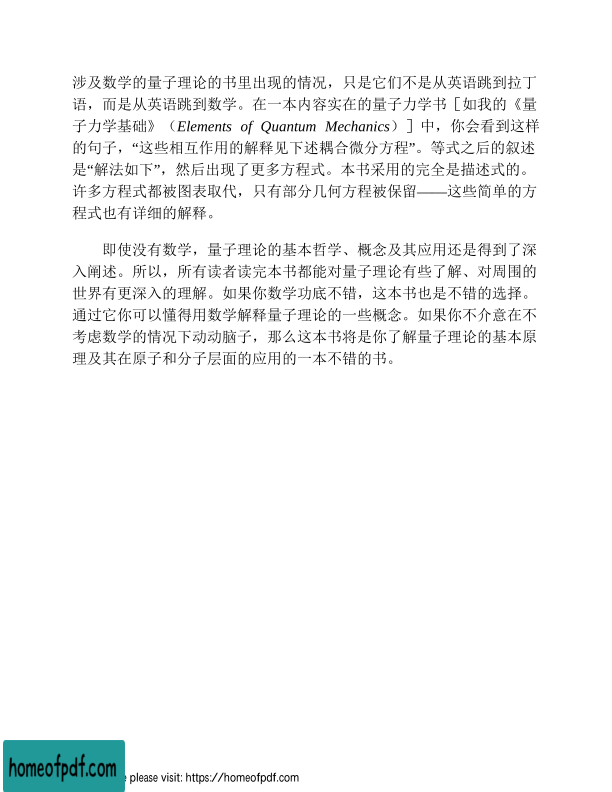 涉及数学的量子理论的书里出现的情况，只是它们不是从英语跳到拉丁
语，而是从英语跳到数学。在一本内容实在的量子力学书［如我的《量
子力学基础》（Elements of Quantum Mechanics）］中，你会看到这样
的句子，“这些相互作用的解释见下述耦合微分方程”。等式之后的叙述
是“解法如下”，然后出现了更多方程式。本书采用的完全是描述式的。
许多方程式都被图表取代，只有部分几何方程被保留——这些简单的方
程式也有详细的解释。
即使没有数学，量子理论的基本哲学、概念及其应用还是得到了深
入阐述。所以，所有读者读完本书都能对量子理论有些了解、对周围的
世界有更深入的理解。如果你数学功底不错，这本书也是不错的选择。
通过它你可以懂得用数学解释量子理论的一些概念。如果你不介意在不
考虑数学的情况下动动脑子，那么这本书将是你了解量子理论的基本原
理及其在原子和分子层面的应用的一本不错的书。
homeofpdf.com
please visit: https://homeofpdf.com